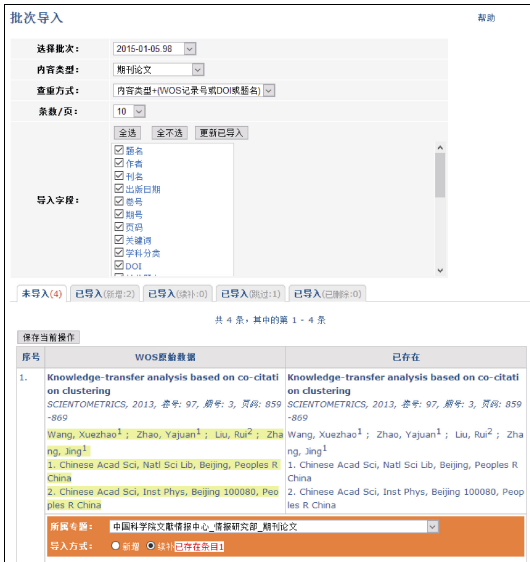 批次导入
帮助
选择批次： 2015-01-05.98
内容类型： 期刊论文
查重方式： 内容类型+(WOS记录号或DOI或题名)
条数/页： 10
全选 全不选 更新已导入
导入字段：
题名
作者
刊名
出版日期
卷号
期号
页码
关键词
学科分类
DOI
未导入(4) 已导入(新增:2) 已导入(续补:0) 已导入(跳过:1) 已导入(已删除:0)
共 4 条，其中的第 1 - 4 条
保存当前操作
序号 WOS原始数据 已存在
1. Knowledge-transfer analysis based on co-citati
on clustering
SCIENTOMETRICS, 2013, 卷号: 97, 期号: 3, 页码: 859
-869
Wang, Xuezhao1 ; Zhao, Yajuan1 ; Liu, Rui2 ; Zha
ng, Jing1
1. Chinese Acad Sci, Natl Sci Lib, Beijing, Peoples R
China
2. Chinese Acad Sci, Inst Phys, Beijing 100080, Peo
ples R China
Knowledge-transfer analysis based on co-citati
on clustering
SCIENTOMETRICS, 2013, 卷号: 97, 期号: 3, 页码: 859
-869
Wang, Xuezhao1 ; Zhao, Yajuan1 ; Liu, Rui2 ; Zha
ng, Jing1
1. Chinese Acad Sci, Natl Sci Lib, Beijing, Peoples R
China
2. Chinese Acad Sci, Inst Phys, Beijing 100080, Peop
les R China
所属专题： 中国科学院文献情报中心_情报研究部_期刊论文
导入方式： 新增 续补已存在条目1